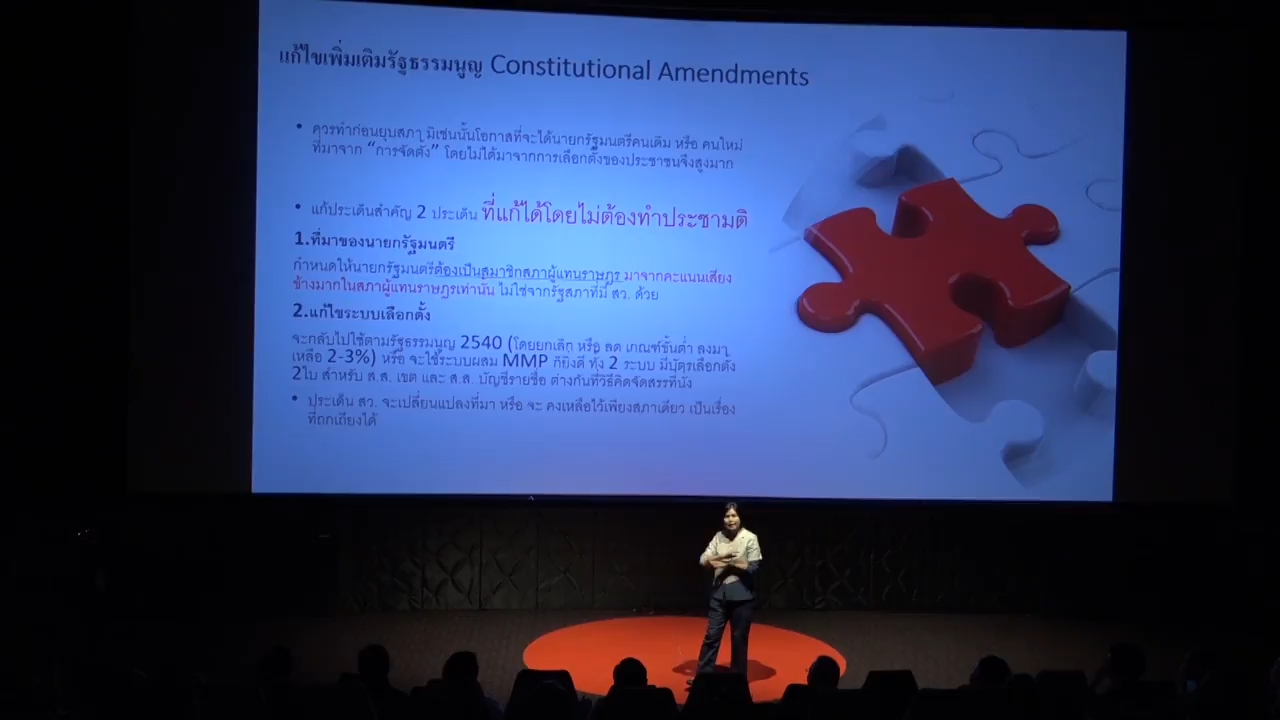 แก้ไขเพิ่มเติมรัฐธรรมนูญ Constitutional Amendments
• ควรทำก่อนยุบสภา มิเช่นนั้นโอกาสที่จะได้นายกรัฐมนตรีคนเดิม หรือ คนใหม่
ที่มาจาก “การจัดตั้ง” โดยไม่ได้มาจากการเลือกตั้งของประชาชนจึงสูงมาก
• แก้ประเด็นสำคัญ 2 ประเด็น ที่แก้ได้โดยไม่ต้องทำประชามติ
1.ที่มาของนายกรัฐมนตรี
กำหนดให้นายกรัฐมนตรีต้องเป็นสมาชิกสภาผู้แทนราษฎร มาจากคะแนนเสียง
ข้างมากในสภาผู้แทนราษฎรเท่านั้น ไม่ใช่จากรัฐสภาที่มี สว. ด้วย
2.แก้ไขระบบเลือกตั้ง
จะกลับไปใช้ตามรัฐธรรมนูญ 2540 (โดยยกเลิก หรือ ลด เกณฑ์ขั้นต่ำ ลงมา
เหลือ 2-3%) หรือ จะใช้ระบบผสม MMP ก็ยิ่งดี ทั้ง 2 ระบบ มีบัตรเลือกตั้ง
2ใบ สำหรับ ส.ส. เขต และ ส.ส. บัญชีรายชื่อ ต่างกันที่วิธีคิดจัดสรรที่นั่ง
• ประเด็น สว. จะเปลี่ยนแปลงที่มา หรือ จะ คงเหลือไว้เพียงสภาเดียว เป็นเรื่อง
ที่ถกเถียงได้